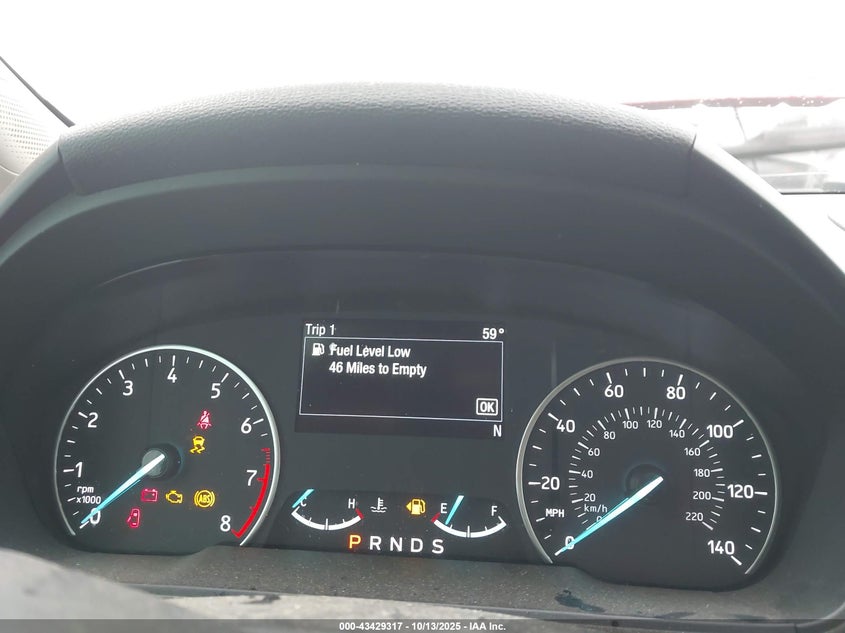 Trip 1 59°
Fuel Level Low
46 Miles to Empty
OK
N
0 1 2 3 4 5 6 7 8
rpm
x1000
ABS
C H
E F
P R N D S
0 20 40 60 80 100 120 140
MPH
km/h
0 20 40 60 80 100 120 140 160 180 200 220
000-43429317 - 10/13/2025 - IAA Inc.